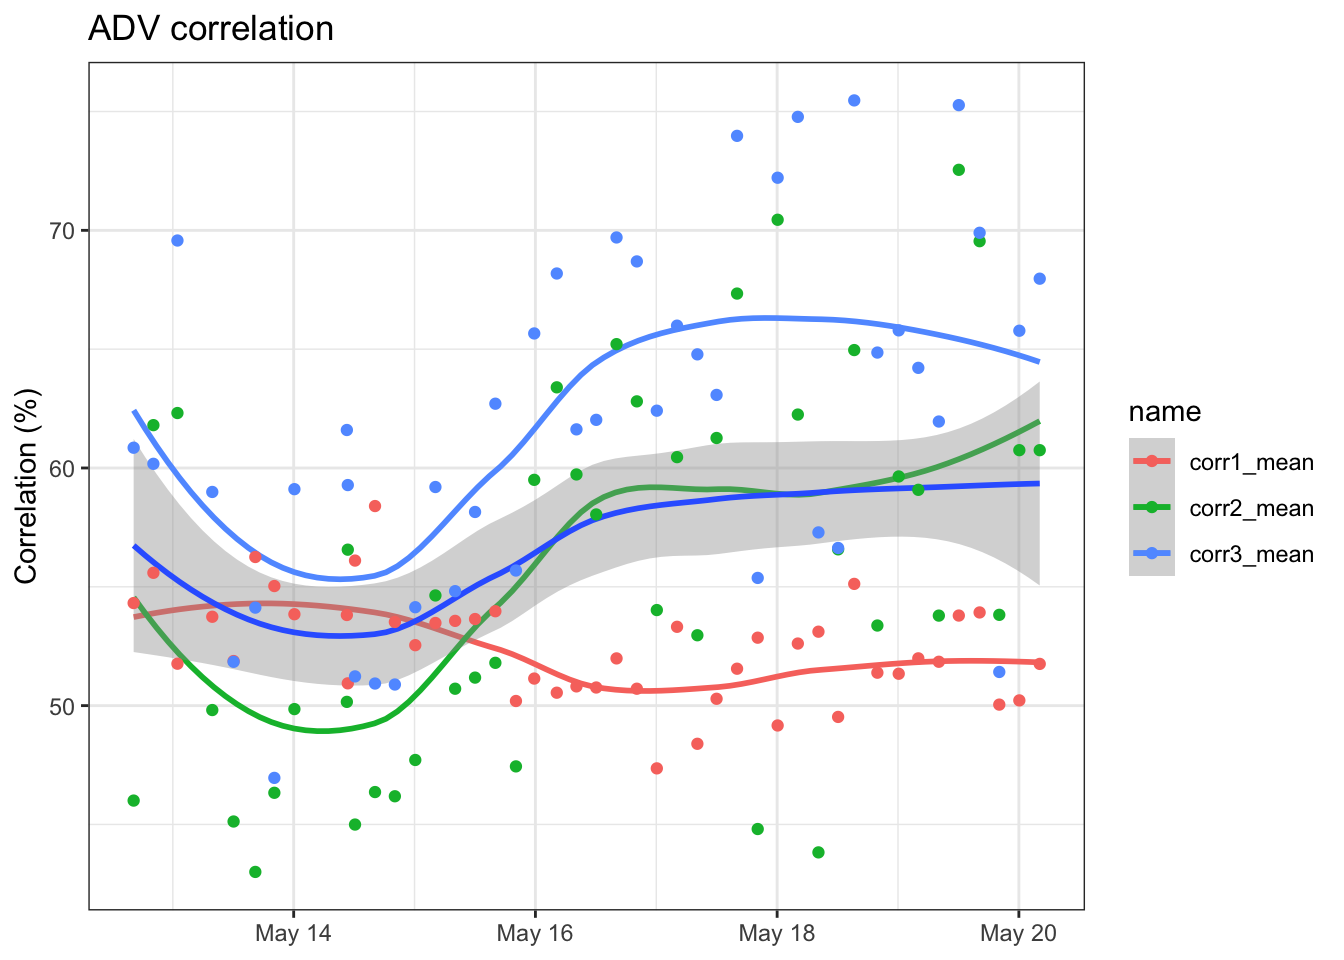 ADV correlation
Correlation (%)
70
60
50
May 14
May 16
May 18
May 20
name
corr1_mean
corr2_mean
corr3_mean